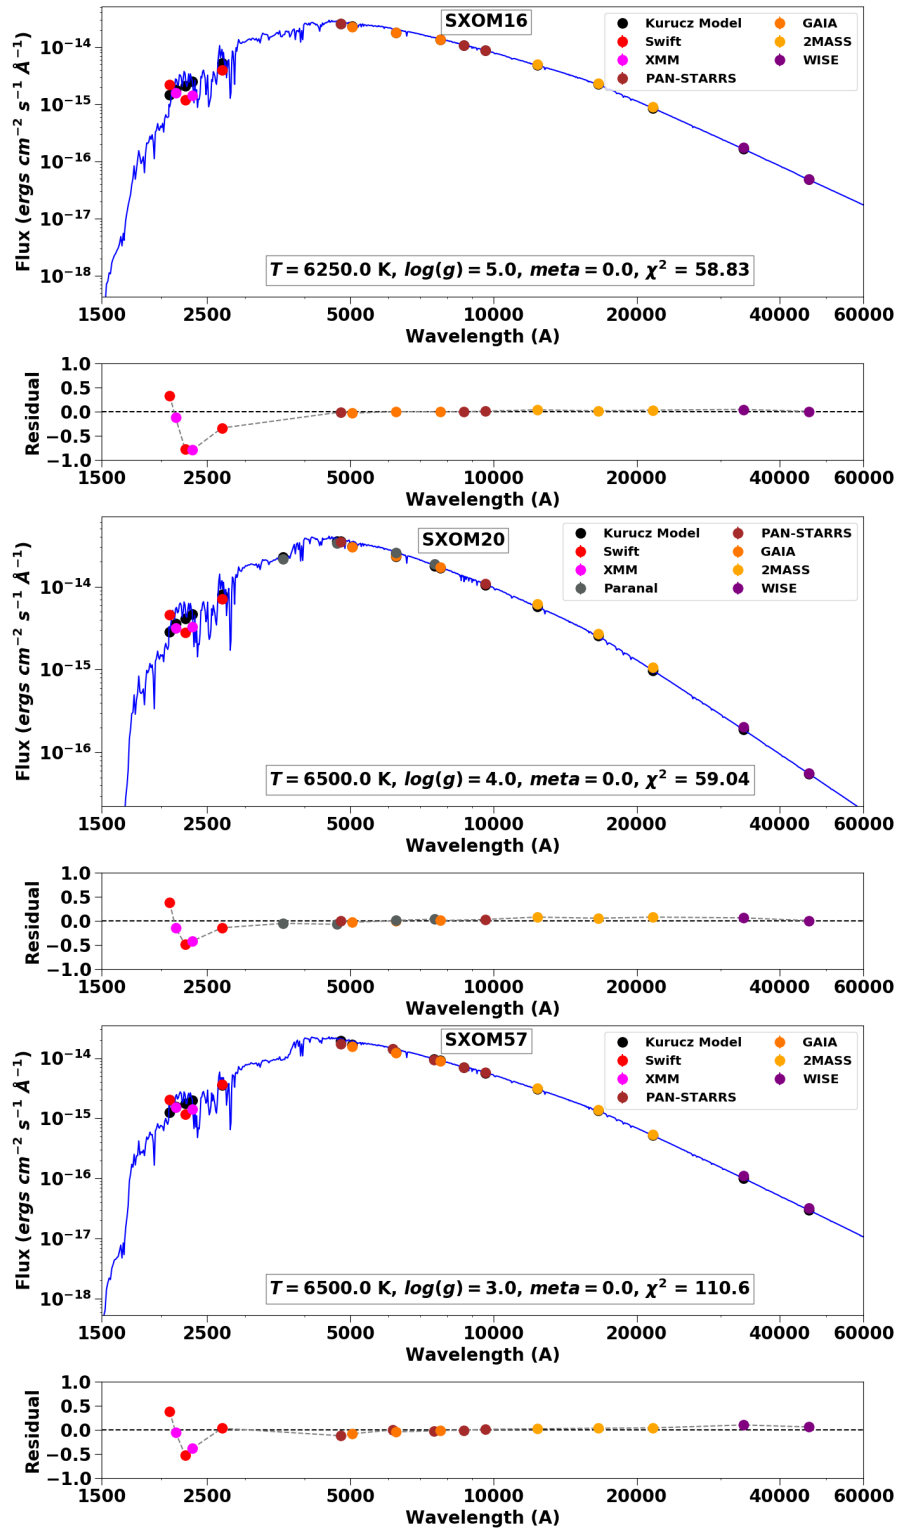 SXOM16
Kurucz Model
Swift
XMM
PAN-STARRS
GAIA
2MASS
WISE
Flux (ergs cm⁻² s⁻¹ Å⁻¹)
10⁻¹⁴
10⁻¹⁵
10⁻¹⁶
10⁻¹⁷
10⁻¹⁸
T = 6250.0 K, log(g) = 5.0, meta = 0.0, χ² = 58.83
1500 2500 5000 10000 20000 40000 60000
Wavelength (A)
Residual
1.0
0.5
0.0
−0.5
−1.0
1500 2500 5000 10000 20000 40000 60000
Wavelength (A)
SXOM20
Kurucz Model
Swift
XMM
Paranal
PAN-STARRS
GAIA
2MASS
WISE
Flux (ergs cm⁻² s⁻¹ Å⁻¹)
10⁻¹⁴
10⁻¹⁵
10⁻¹⁶
T = 6500.0 K, log(g) = 4.0, meta = 0.0, χ² = 59.04
1500 2500 5000 10000 20000 40000 60000
Wavelength (A)
Residual
1.0
0.5
0.0
−0.5
−1.0
1500 2500 5000 10000 20000 40000 60000
Wavelength (A)
SXOM57
Kurucz Model
Swift
XMM
PAN-STARRS
GAIA
2MASS
WISE
Flux (ergs cm⁻² s⁻¹ Å⁻¹)
10⁻¹⁴
10⁻¹⁵
10⁻¹⁶
10⁻¹⁷
10⁻¹⁸
T = 6500.0 K, log(g) = 3.0, meta = 0.0, χ² = 110.6
1500 2500 5000 10000 20000 40000 60000
Wavelength (A)
Residual
1.0
0.5
0.0
−0.5
−1.0
1500 2500 5000 10000 20000 40000 60000
Wavelength (A)